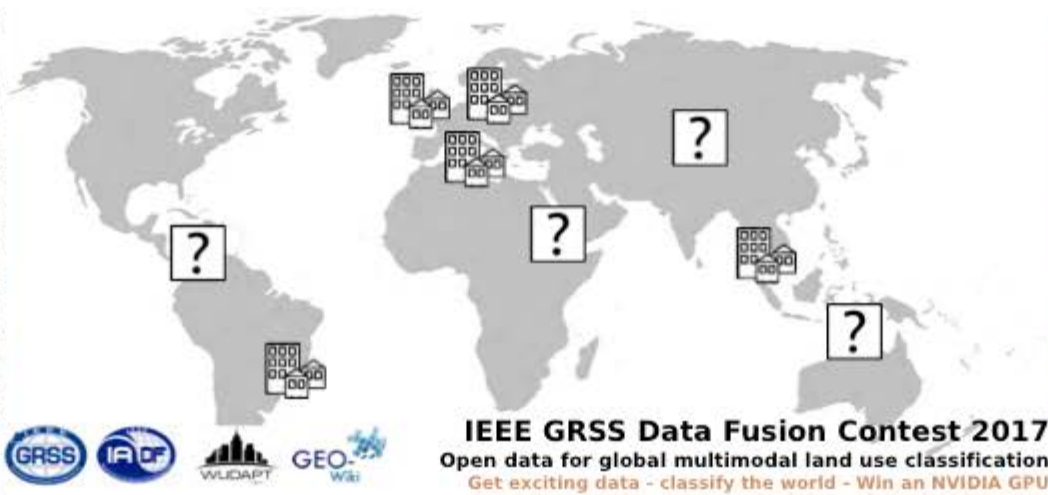 ?
?
?
?
IEEE GRSS Data Fusion Contest 2017
Open data for global multimodal land use classification
Get exciting data - classify the world - Win an NVIDIA GPU
GRSS
IADF
WUDAPT
GEO-
Wiki